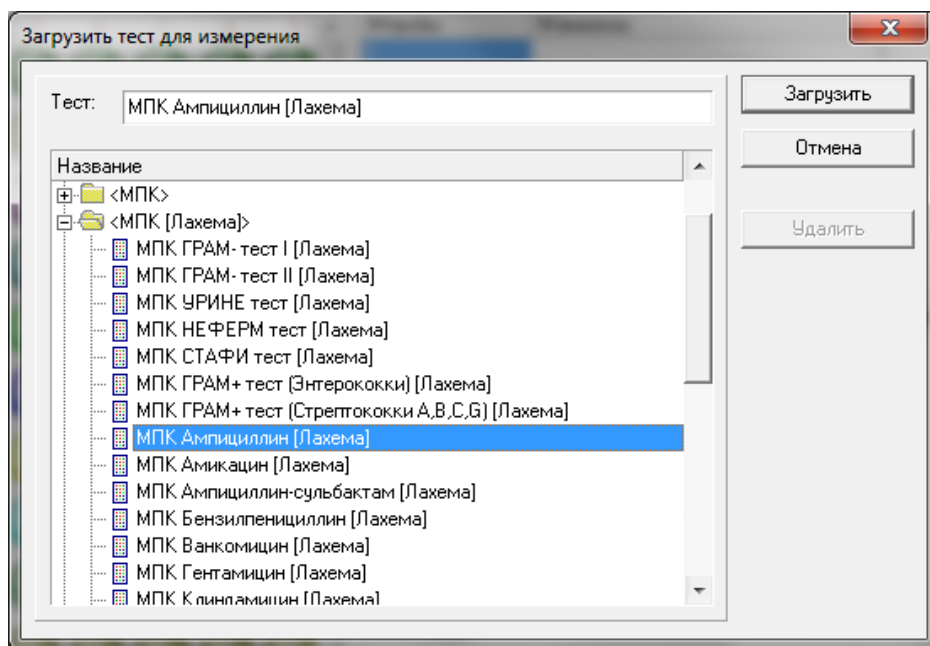 Загрузить тест для измерения
Тест: МПК Ампициллин [Лахема]
Загрузить
Отмена
Удалить
Название
<МПК>
<МПК [Лахема]>
МПК ГРАМ- тест I [Лахема]
МПК ГРАМ- тест II [Лахема]
МПК УРИНЕ тест [Лахема]
МПК НЕФЕРМ тест [Лахема]
МПК СТАФИ тест [Лахема]
МПК ГРАМ+ тест (Энтерококки) [Лахема]
МПК ГРАМ+ тест (Стрептококки A,B,C,G) [Лахема]
МПК Ампициллин [Лахема]
МПК Амикацин [Лахема]
МПК Ампициллин-сульбактам [Лахема]
МПК Бензилпенициллин [Лахема]
МПК Ванкомицин [Лахема]
МПК Гентамицин [Лахема]
МПК Клиндамицин [Лахема]